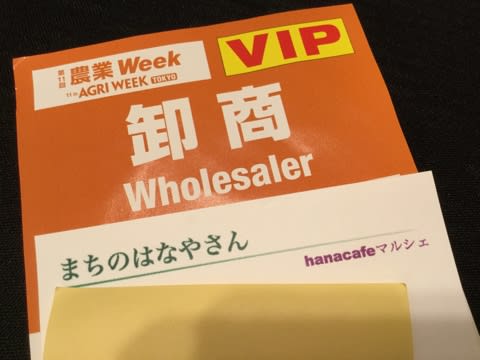 第11回 農業Week
11th AGRI WEEK TOKYO
VIP
卸商
Wholesaler
まちのはなやさん
hanacafeマルシェ